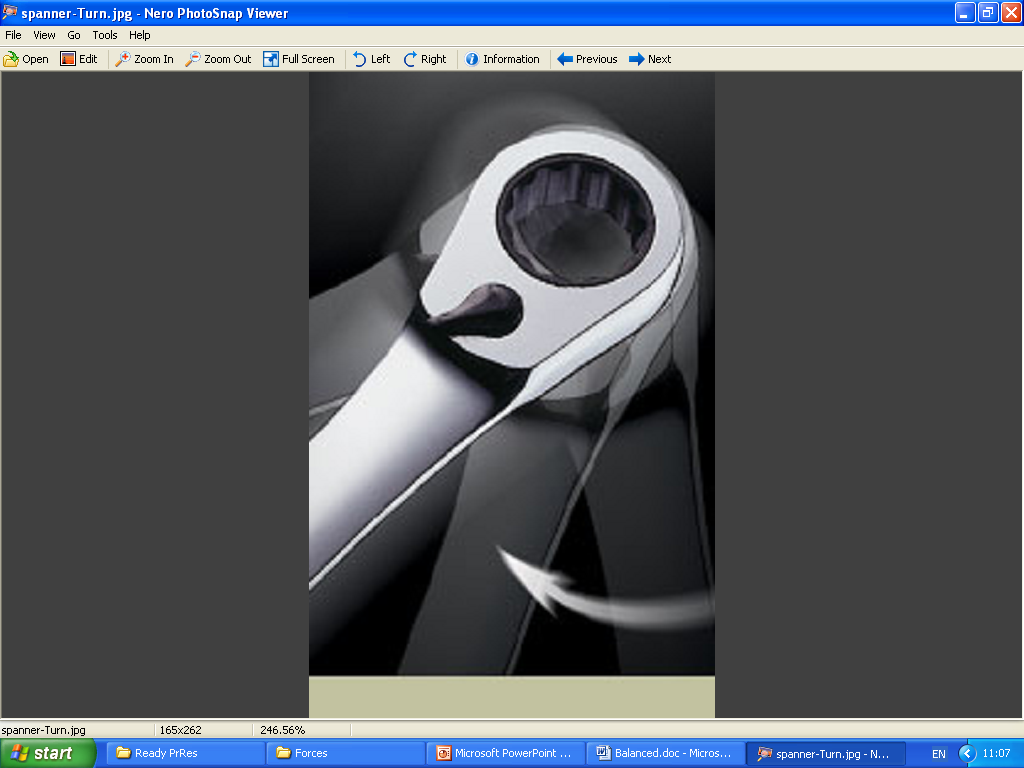 spanner-Turn.jpg - Nero PhotoSnap Viewer
File View Go Tools Help
Open Edit Zoom In Zoom Out Full Screen Left Right Information Previous Next
spanner-Turn.jpg 165x262 246.56%
start Ready PrRes Forces Microsoft PowerPoint ... Balanced.doc - Micros... spanner-Turn.jpg - N... EN 11:07